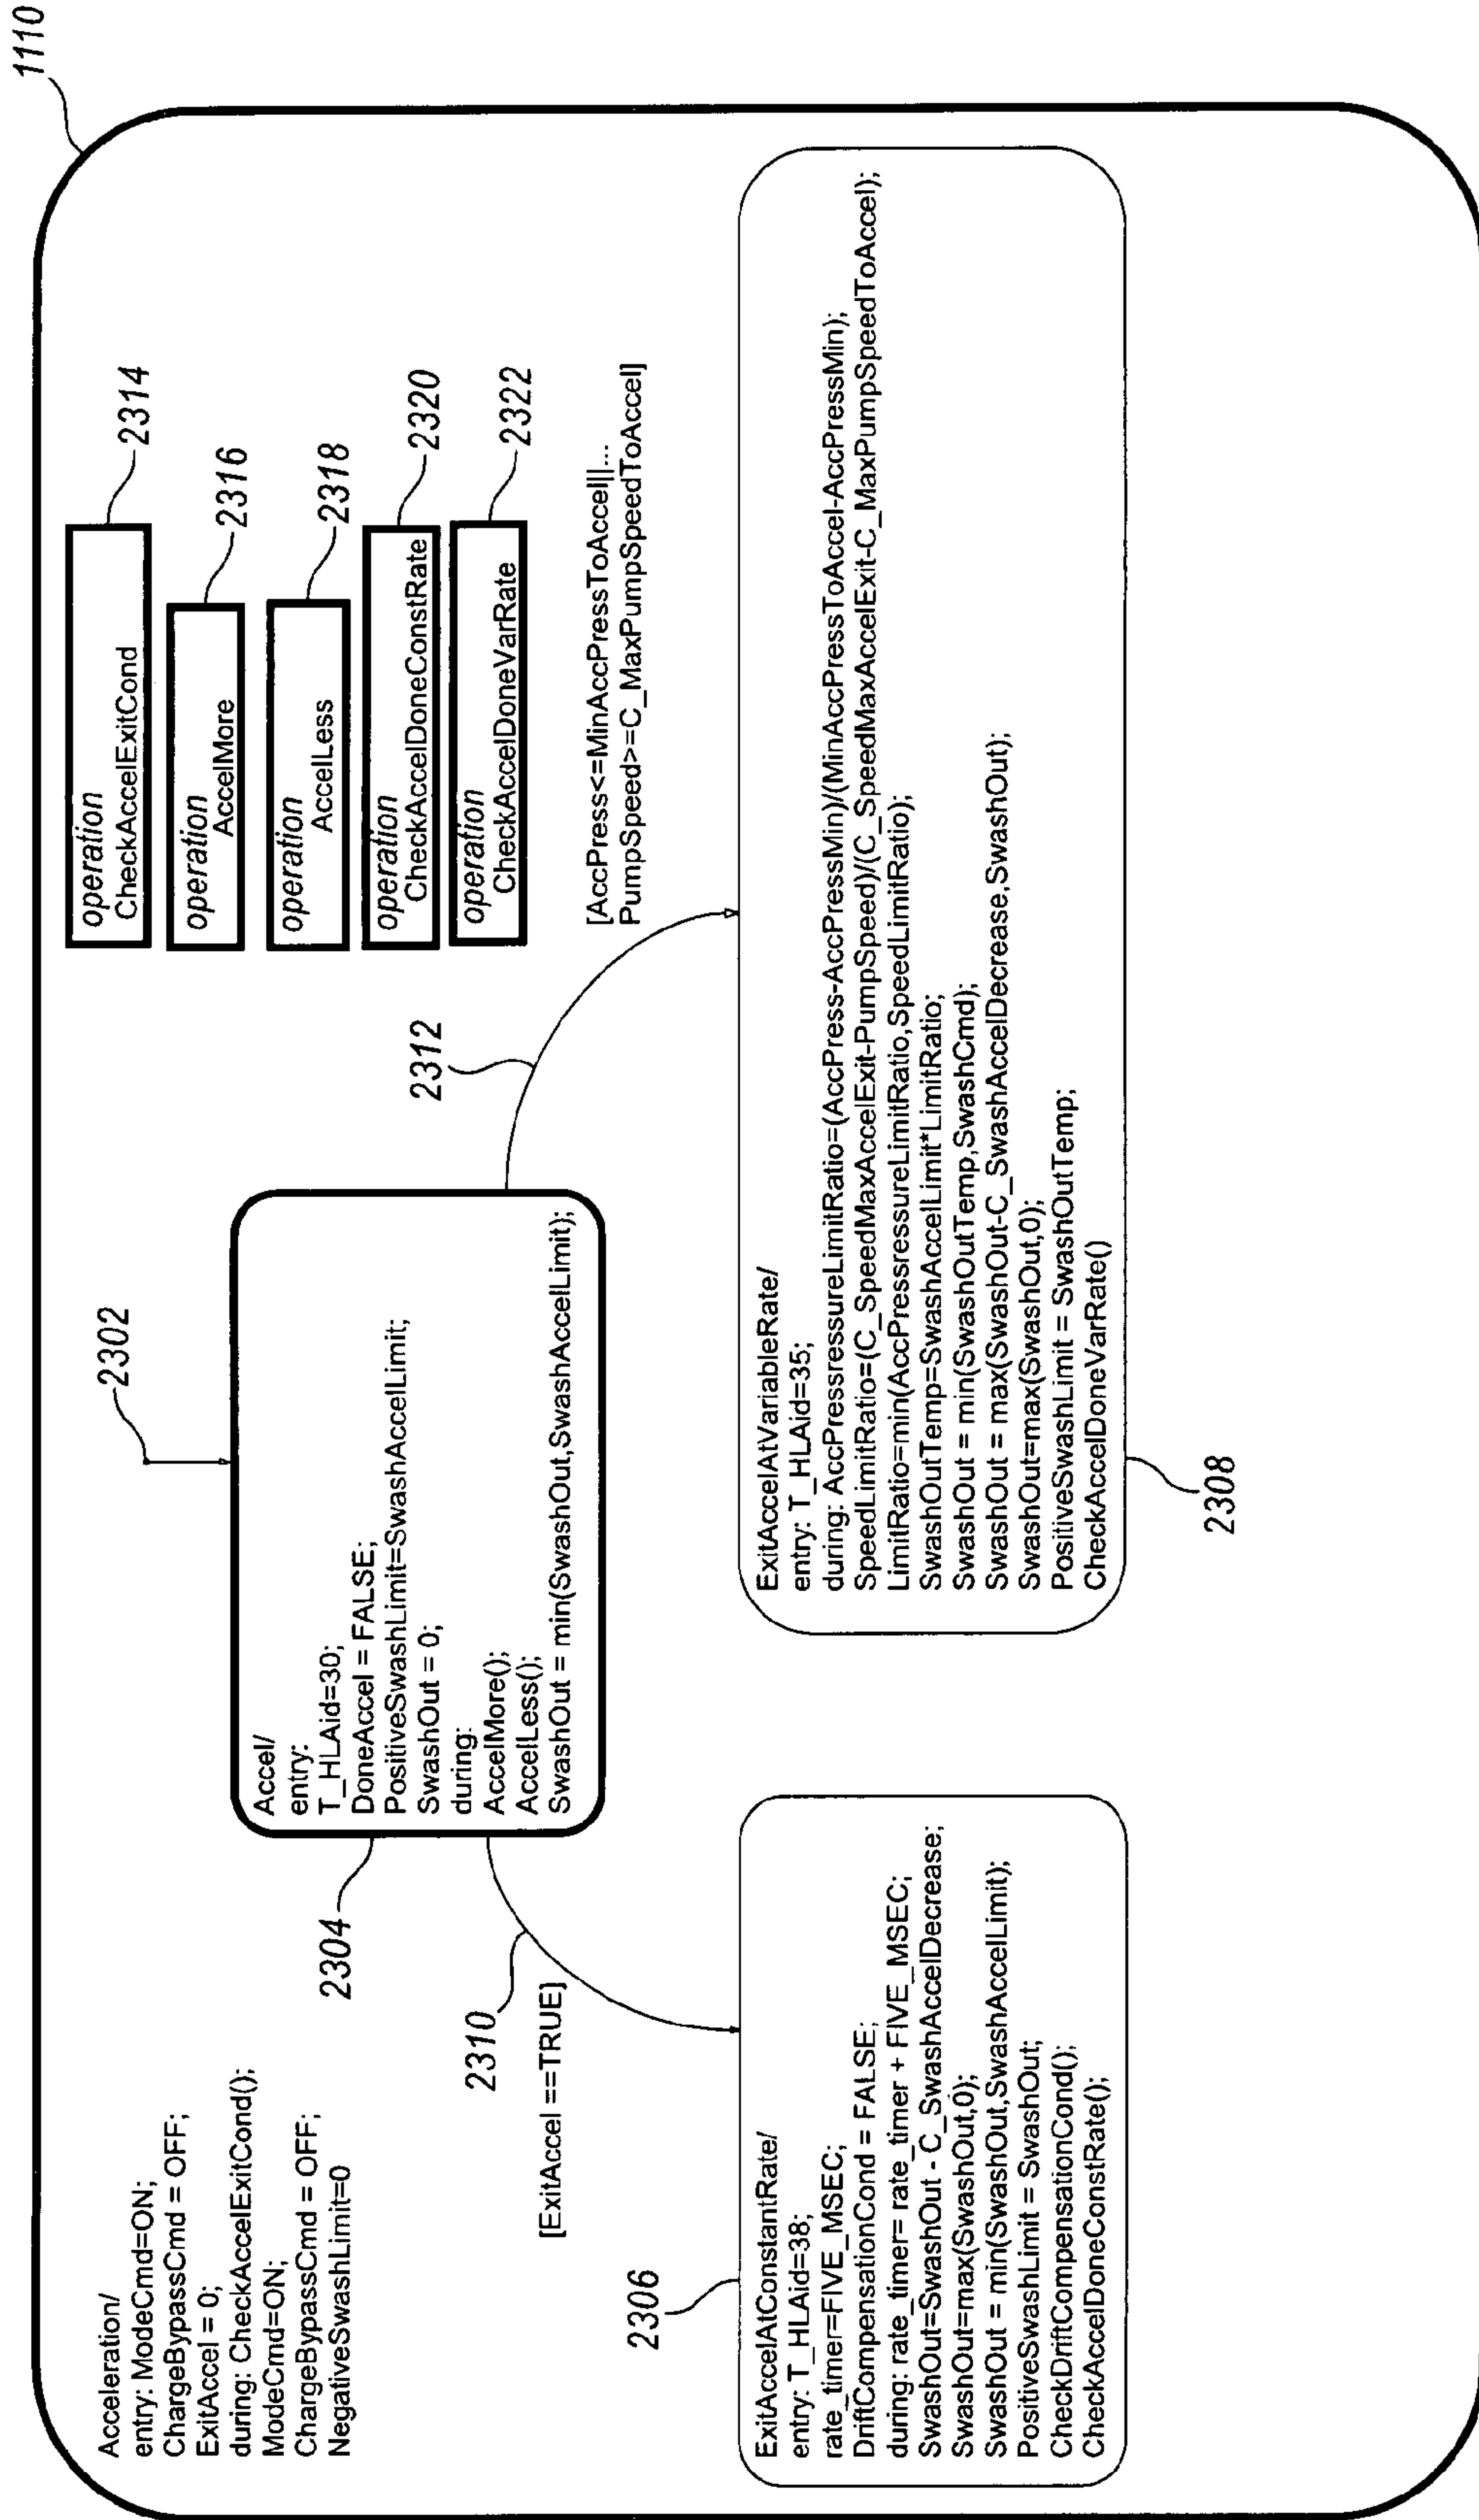 1110
Acceleration/
entry: ModeCmd=ON;
ChargeBypassCmd = OFF;
ExitAccel = 0;
during: CheckAccelExitCond();
ModeCmd=ON;
ChargeBypassCmd = OFF;
NegativeSwashLimit=0
2302
Accel/
entry:
T_HLAid=30;
DoneAccel = FALSE;
PositiveSwashLimit=SwashAccelLimit;
SwashOut = 0;
during:
AccelMore();
AccelLess();
SwashOut = min(SwashOut,SwashAccelLimit);
2304
operation
CheckAccelExitCond
2314
operation
AccelMore
2316
operation
AccelLess
2318
operation
CheckAccelDoneConstRate
2320
operation
CheckAccelDoneVarRate
2322
2310
[ExitAccel ==TRUE]
2312
[AccPress<=MinAccPressToAccel||...
PumpSpeed>=C_MaxPumpSpeedToAccel]
2306
ExitAccelAtConstantRate/
entry: T_HLAid=38;
rate_timer=FIVE_MSEC;
DriftCompensationCond = FALSE;
during: rate_timer= rate_timer + FIVE_MSEC;
SwashOut=SwashOut - C_SwashAccelDecrease;
SwashOut=max(SwashOut,0);
SwashOut = min(SwashOut,SwashAccelLimit);
PositiveSwashLimit = SwashOut;
CheckDriftCompensationCond();
CheckAccelDoneConstRate();
ExitAccelAtVariableRate/
entry: T_HLAid=35;
during: AccPressressureLimitRatio=(AccPress-AccPressMin)/(MinAccPressToAccel-AccPressMin);
SpeedLimitRatio=(C_SpeedMaxAccelExit-PumpSpeed)/(C_SpeedMaxAccelExit-C_MaxPumpSpeedToAccel);
LimitRatio=min(AccPressressureLimitRatio,SpeedLimitRatio);
SwashOutTemp=SwashAccelLimit*LimitRatio;
SwashOut = min(SwashOutTemp,SwashCmd);
SwashOut = max(SwashOut-C_SwashAccelDecrease,SwashOut);
SwashOut=max(SwashOut,0);
PositiveSwashLimit = SwashOutTemp;
CheckAccelDoneVarRate()
2308